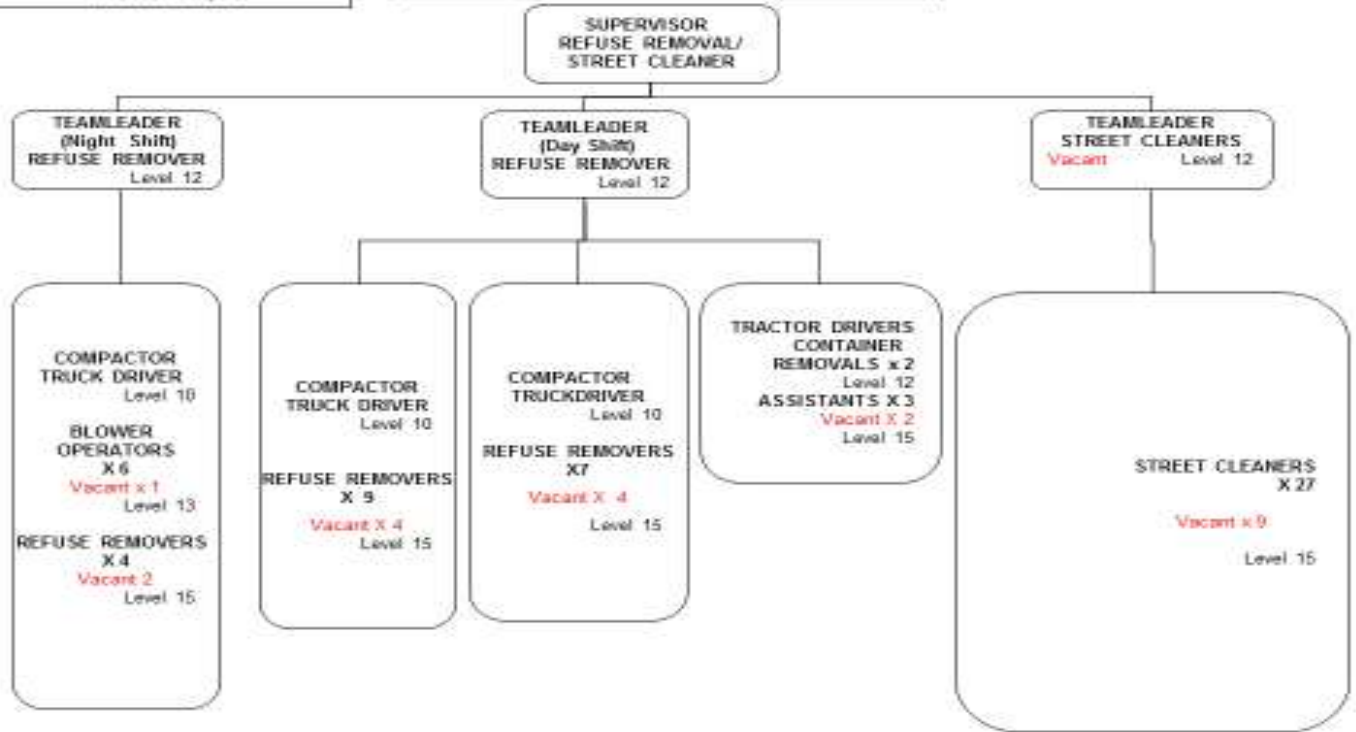 SUPERVISOR
REFUSE REMOVAL/
STREET CLEANER
TEAMLEADER
(Night Shift)
REFUSE REMOVER
Level 12
TEAMLEADER
(Day Shift)
REFUSE REMOVER
Level 12
TEAMLEADER
STREET CLEANERS
Vacant Level 12
COMPACTOR
TRUCK DRIVER
Level 10
BLOWER
OPERATORS
X 6
Vacant x 1
Level 13
REFUSE REMOVERS
X 4
Vacant 2
Level 15
COMPACTOR
TRUCK DRIVER
Level 10
REFUSE REMOVERS
X 9
Vacant X 4
Level 15
COMPACTOR
TRUCKDRIVER
Level 10
REFUSE REMOVERS
X7
Vacant X 4
Level 15
TRACTOR DRIVERS
CONTAINER
REMOVALS x 2
Level 12
ASSISTANTS X 3
Vacant X 2
Level 15
STREET CLEANERS
X 27
Vacant x 9
Level 15